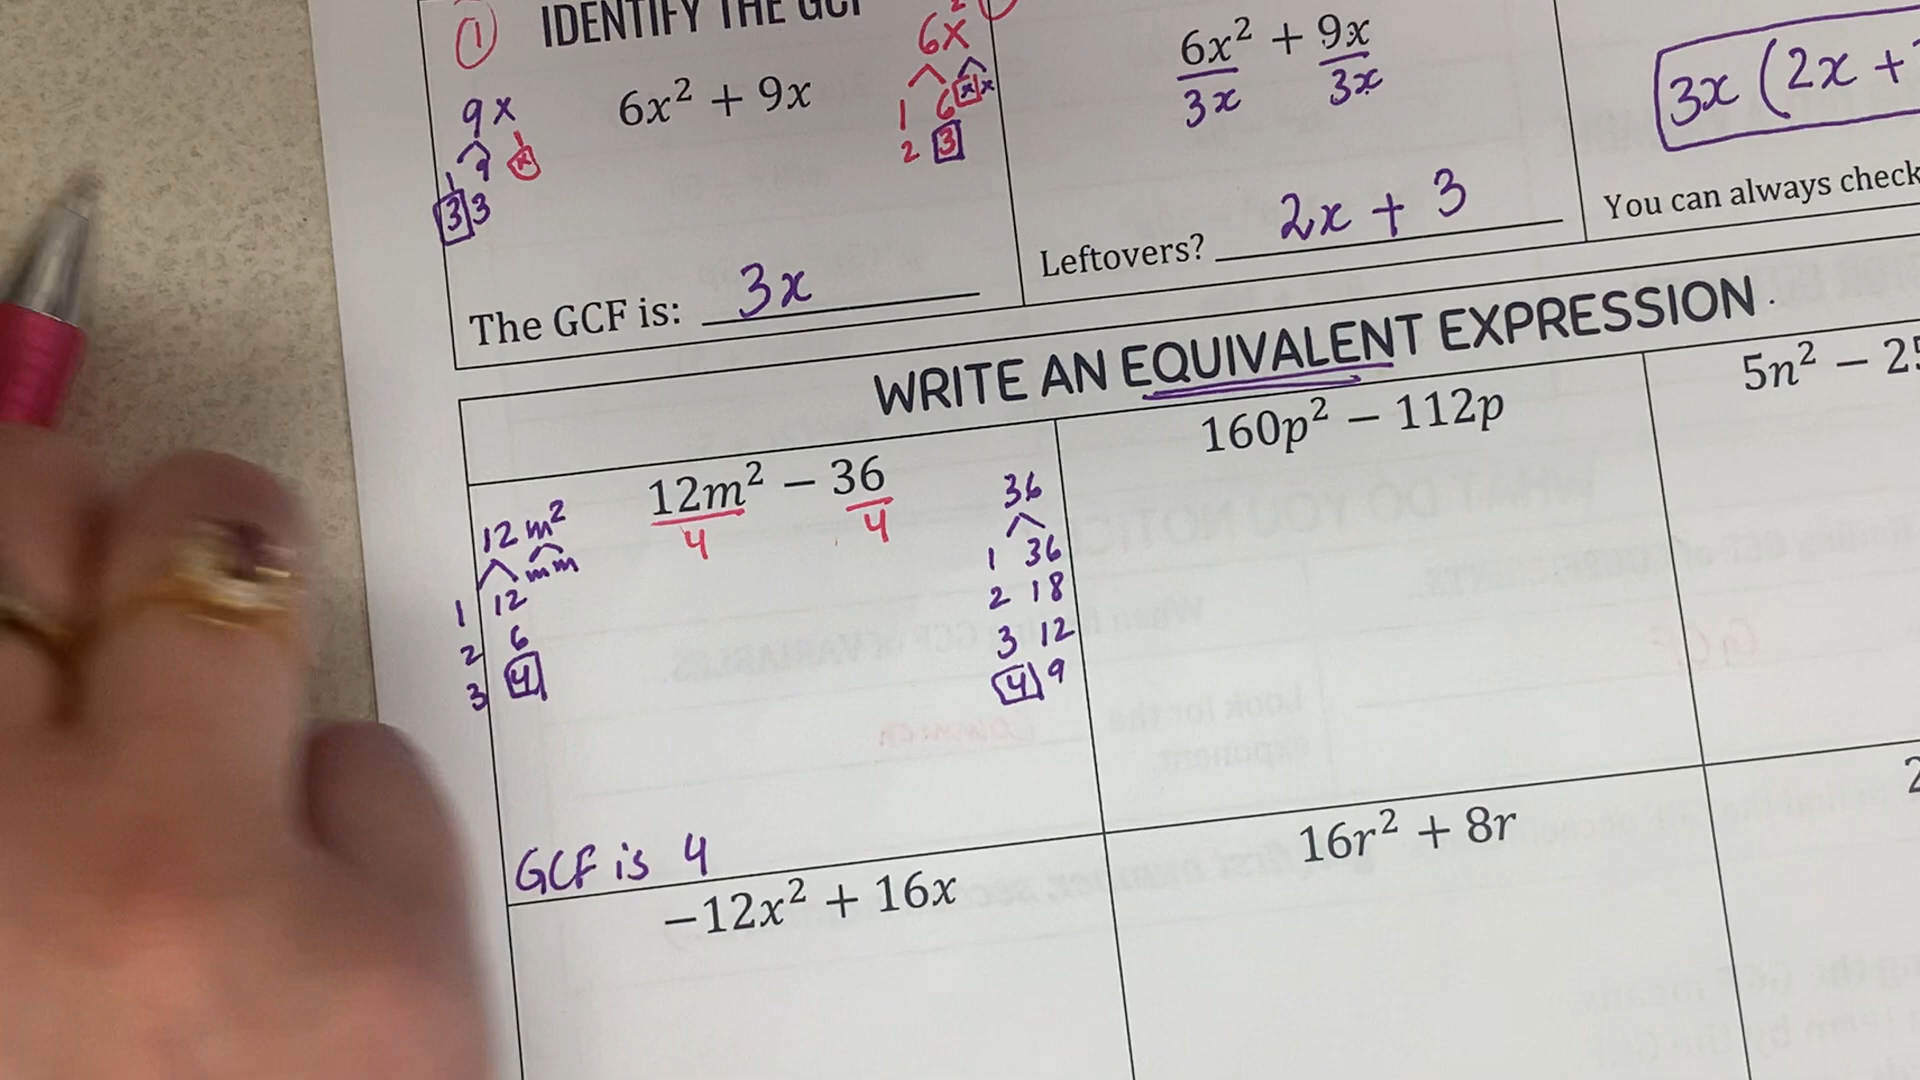 1 IDENTIFY THE GCF
6x²
9x
6x² + 9x
x x
1 9 x
1 6
3 3
2 3
The GCF is: 3x
6x² + 9x
3x 3x
Leftovers? 2x + 3
3x (2x +
You can always check
WRITE AN EQUIVALENT EXPRESSION
12m² − 36
4 4
12m²
m m
1 12
2 6
3 4
36
1 36
2 18
3 12
4 9
GCF is 4
160p² − 112p
5n² − 25
−12x² + 16x
16r² + 8r
2